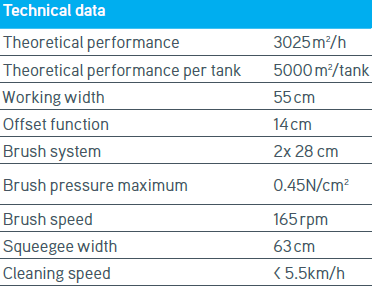 Technical data
Theoretical performance 3025 m²/h
Theoretical performance per tank 5000 m²/tank
Working width 55 cm
Offset function 14 cm
Brush system 2x 28 cm
Brush pressure maximum 0.45N/cm²
Brush speed 165 rpm
Squeegee width 63 cm
Cleaning speed < 5.5km/h